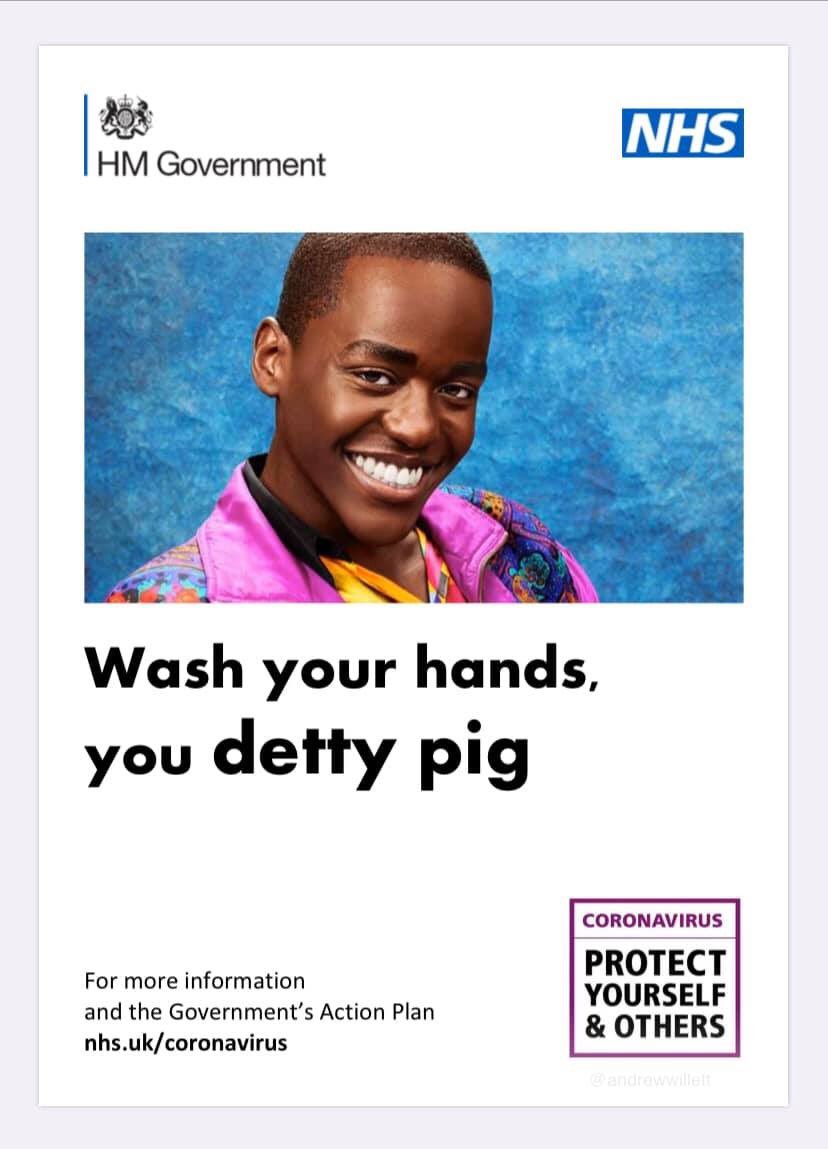 HM Government
NHS
Wash your hands,
you detty pig
CORONAVIRUS
PROTECT
YOURSELF
& OTHERS
For more information
and the Government’s Action Plan
nhs.uk/coronavirus
@andrewwillett